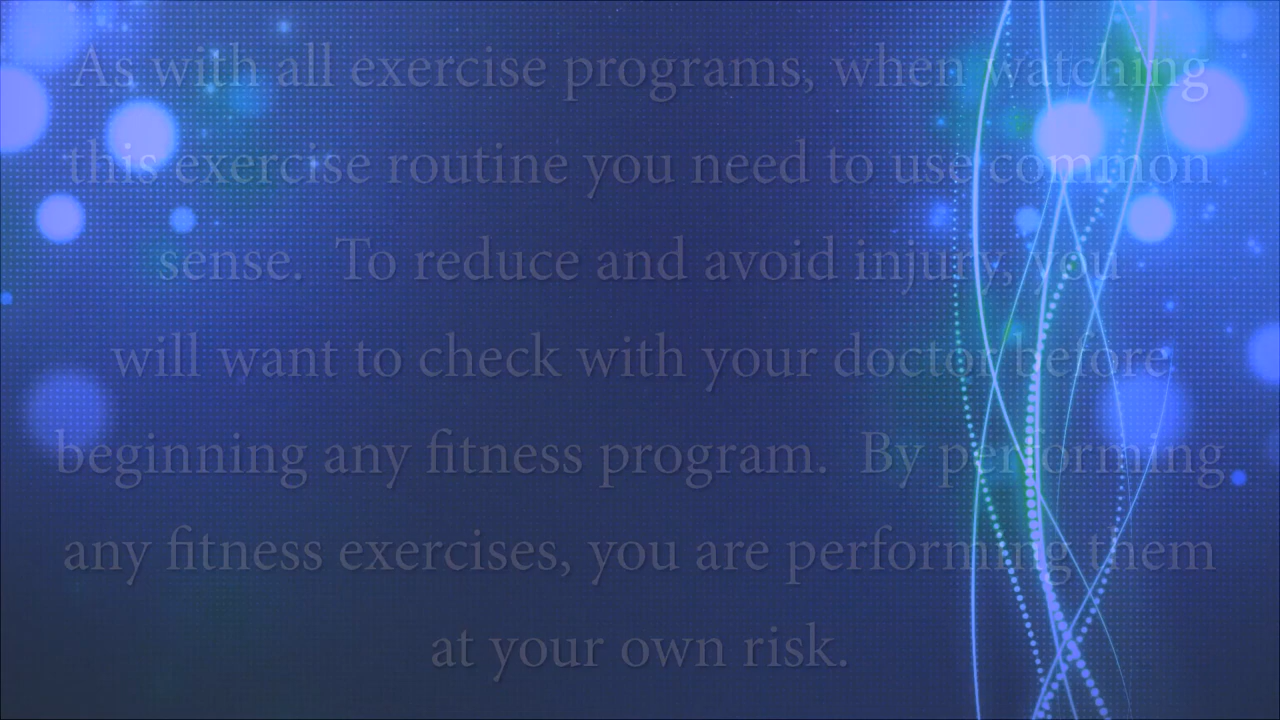 As with all exercise programs, when watching
this exercise routine you need to use common
sense.  To reduce and avoid injury, you
will want to check with your doctor before
beginning any fitness program.  By performing
any fitness exercises, you are performing them
at your own risk.